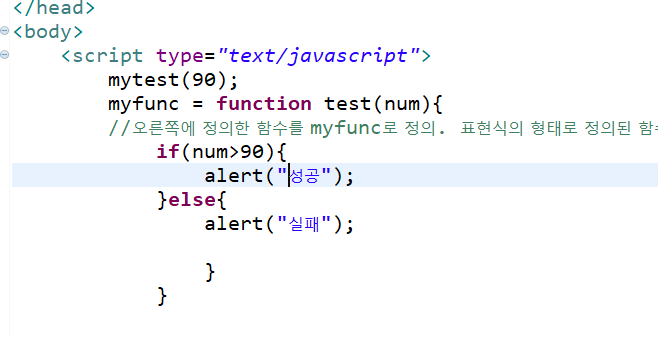 </head>
<body>
<script type="text/javascript">
mytest(90);
myfunc = function test(num){
//오른쪽에 정의한 함수를 myfunc로 정의. 표현식의 형태로 정의된
if(num>90){
alert("성공");
}else{
alert("실패");
}
}